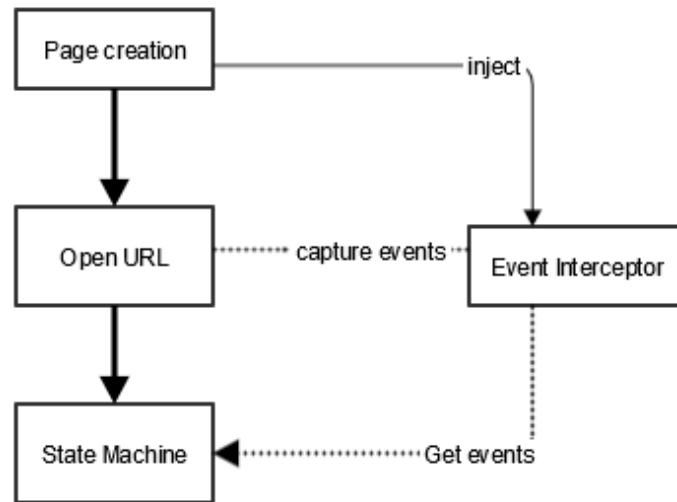 Page creation
inject
Open URL
capture events
Event Interceptor
State Machine
Get events